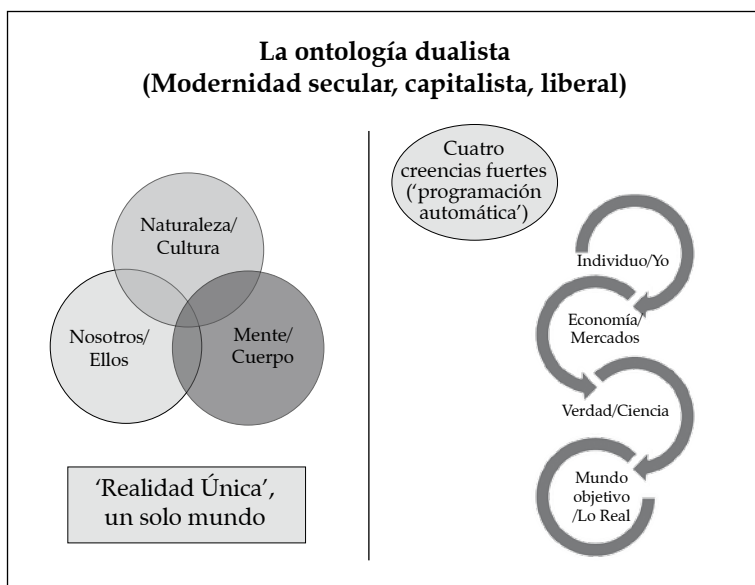 La ontología dualista
(Modernidad secular, capitalista, liberal)
Naturaleza/
Cultura
Nosotros/
Ellos
Mente/
Cuerpo
‘Realidad Única’,
un solo mundo
Cuatro
creencias fuertes
(‘programación
automática’)
Individuo/Yo
Economía/
Mercados
Verdad/Ciencia
Mundo
objetivo
/Lo Real